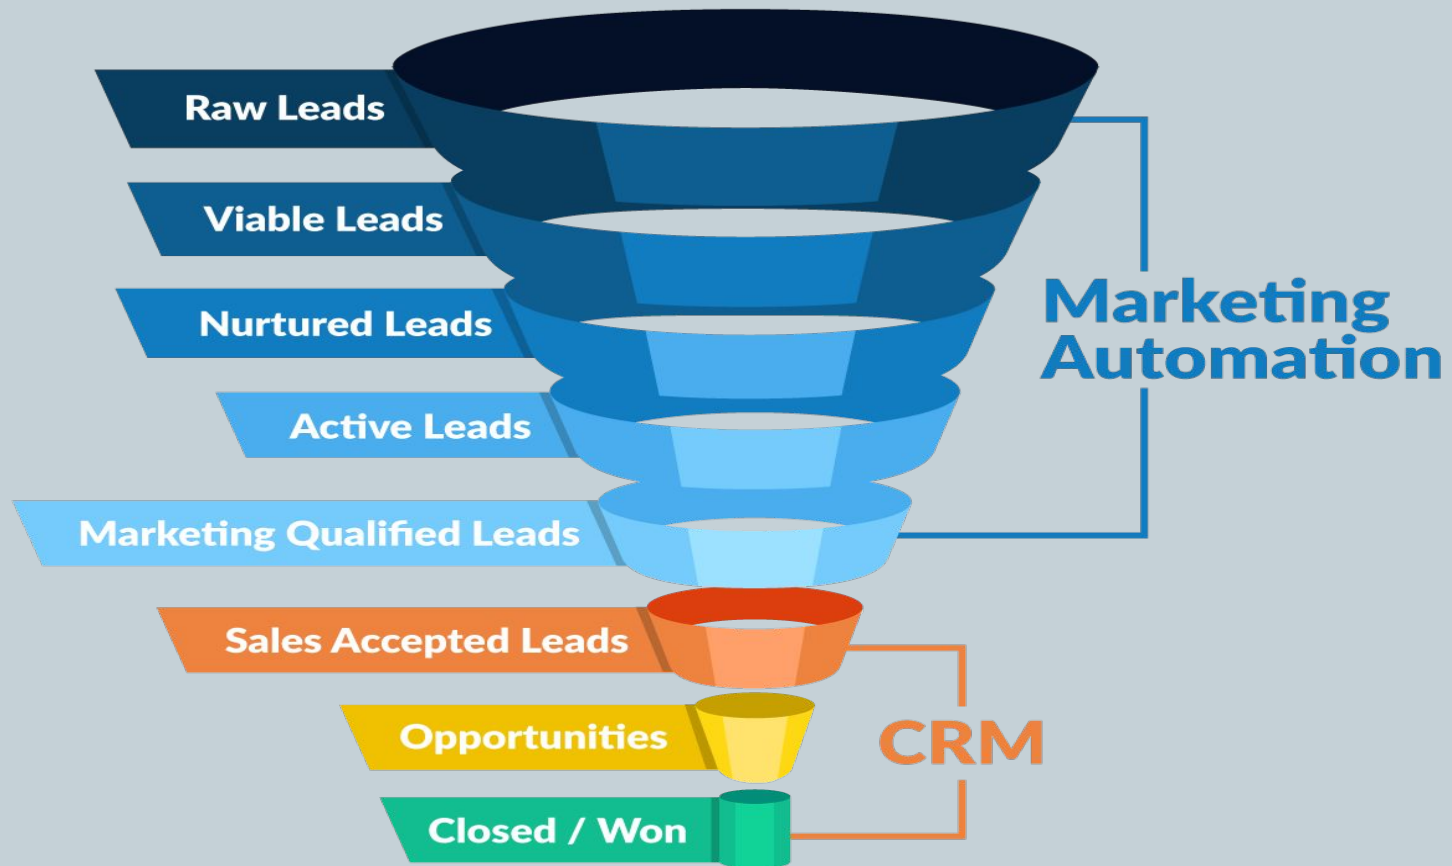 Raw Leads
Viable Leads
Nurtured Leads
Active Leads
Marketing Qualified Leads
Sales Accepted Leads
Opportunities
Closed / Won
Marketing
Automation
CRM